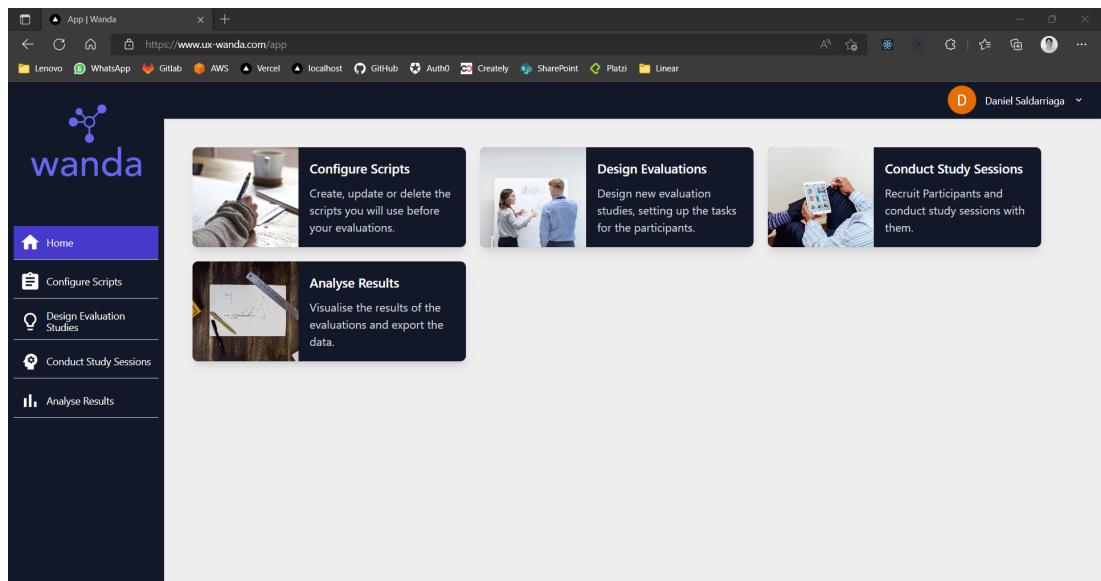 App | Wanda
https://www.ux-wanda.com/app
Lenovo WhatsApp Gitlab AWS Vercel localhost GitHub Auth0 Creately SharePoint Platzi Linear
D Daniel Saldarriaga
wanda
Home
Configure Scripts
Design Evaluation
Studies
Conduct Study Sessions
Analyse Results
Configure Scripts
Create, update or delete the
scripts you will use before
your evaluations.
Design Evaluations
Design new evaluation
studies, setting up the tasks
for the participants.
Conduct Study Sessions
Recruit Participants and
conduct study sessions with
them.
Analyse Results
Visualise the results of the
evaluations and export the
data.